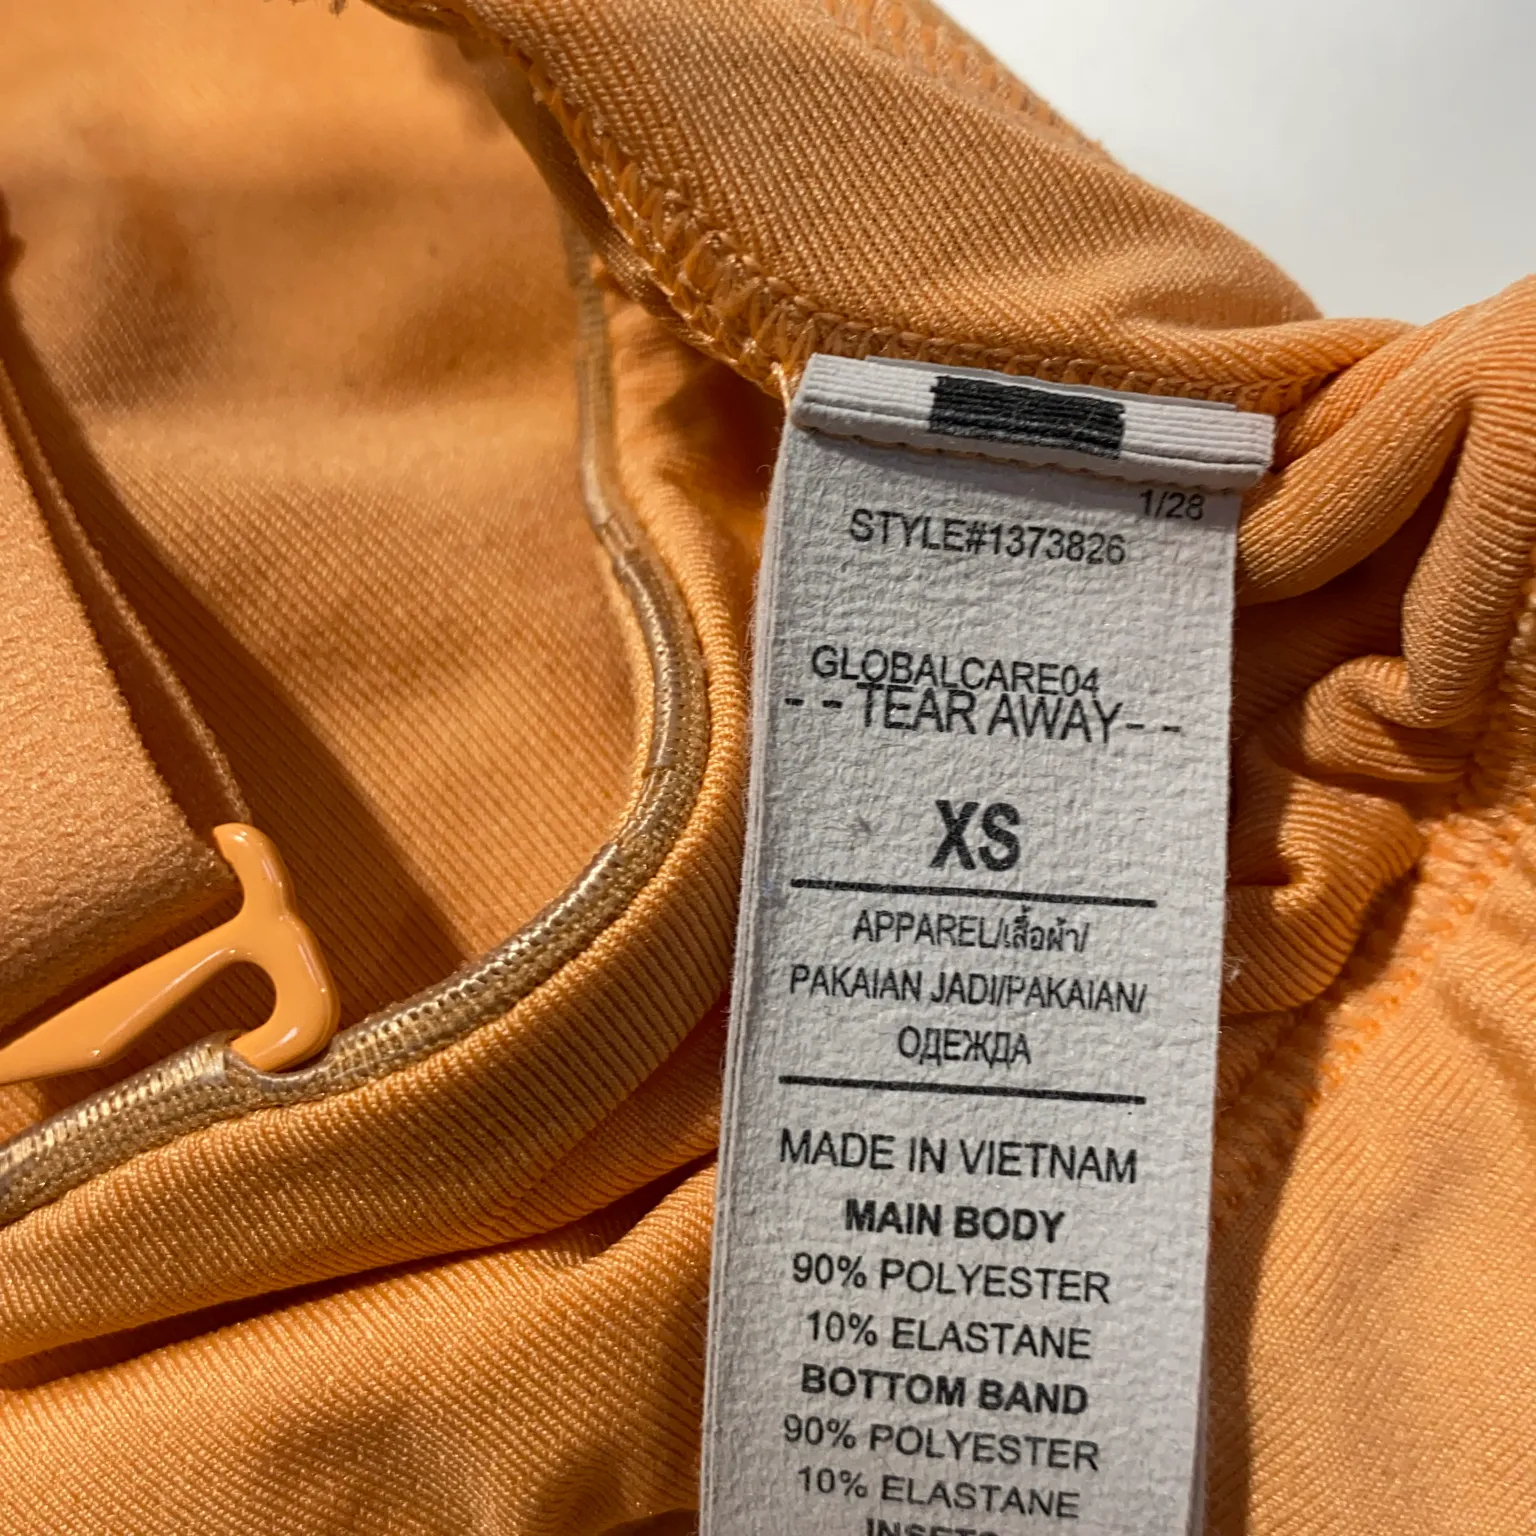 1/28
STYLE#1373826
GLOBALCARE04
--TEAR AWAY--
XS
APPAREL/เสื้อผ้า/
PAKAIAN JADI/PAKAIAN/
ОДЕЖДА
MADE IN VIETNAM
MAIN BODY
90% POLYESTER
10% ELASTANE
BOTTOM BAND
90% POLYESTER
10% ELASTANE
INSETS